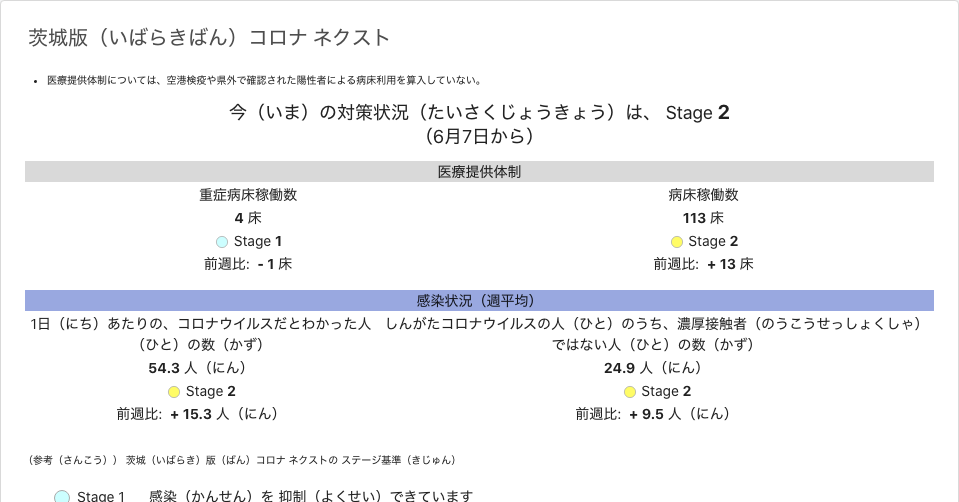 茨城版（いばらきばん）コロナ ネクスト
• 医療提供体制については、空港検疫や県外で確認された陽性者による病床利用を算入していない。
今（いま）の対策状況（たいさくじょうきょう）は、 Stage 2
（6月7日から）
医療提供体制
重症病床稼働数
4 床
Stage 1
前週比: - 1 床
病床稼働数
113 床
Stage 2
前週比: + 13 床
感染状況（週平均）
1日（にち）あたりの、コロナウイルスだとわかった人
（ひと）の数（かず）
54.3 人（にん）
Stage 2
前週比: + 15.3 人（にん）
しんがたコロナウイルスの人（ひと）のうち、濃厚接触者（のうこうせっしょくしゃ）
ではない人（ひと）の数（かず）
24.9 人（にん）
Stage 2
前週比: + 9.5 人（にん）
（参考（さんこう）） 茨城（いばらき）版（ばん）コロナ ネクストの ステージ基準（きじゅん）
Stage 1 感染（かんせん）を 抑制（よくせい）できています